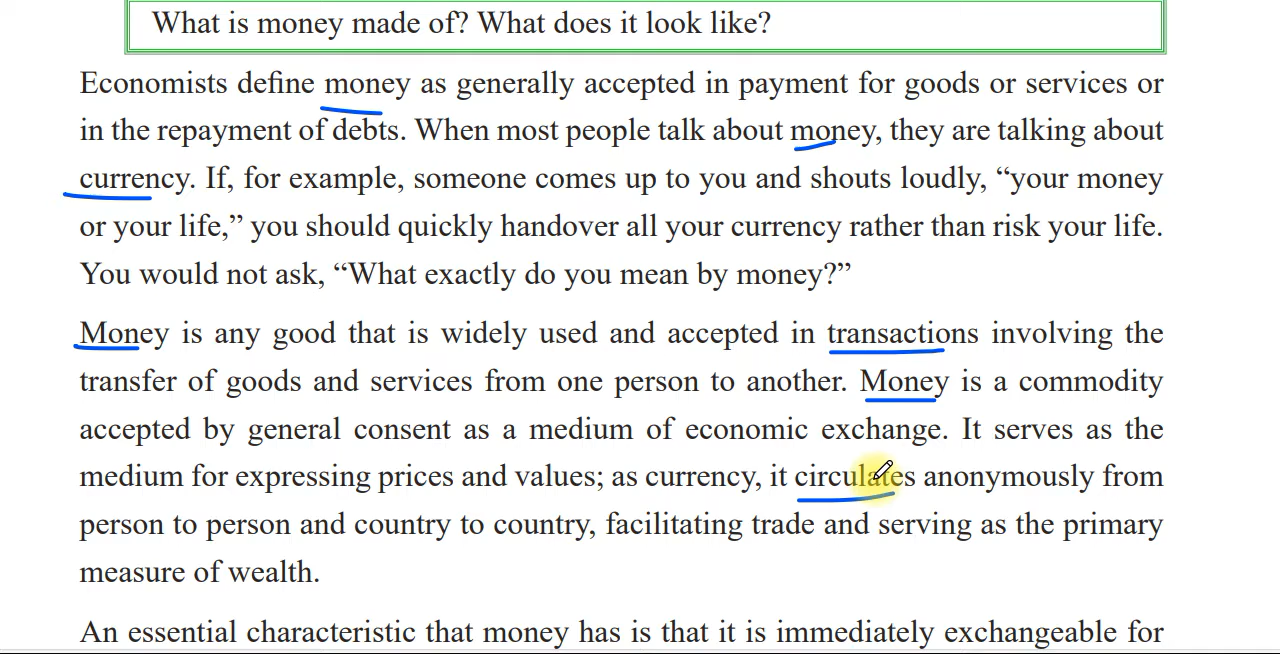 What is money made of? What does it look like?
Economists define money as generally accepted in payment for goods or services or
in the repayment of debts. When most people talk about money, they are talking about
currency. If, for example, someone comes up to you and shouts loudly, “your money
or your life,” you should quickly handover all your currency rather than risk your life.
You would not ask, “What exactly do you mean by money?”
Money is any good that is widely used and accepted in transactions involving the
transfer of goods and services from one person to another. Money is a commodity
accepted by general consent as a medium of economic exchange. It serves as the
medium for expressing prices and values; as currency, it circulates anonymously from
person to person and country to country, facilitating trade and serving as the primary
measure of wealth.
An essential characteristic that money has is that it is immediately exchangeable for